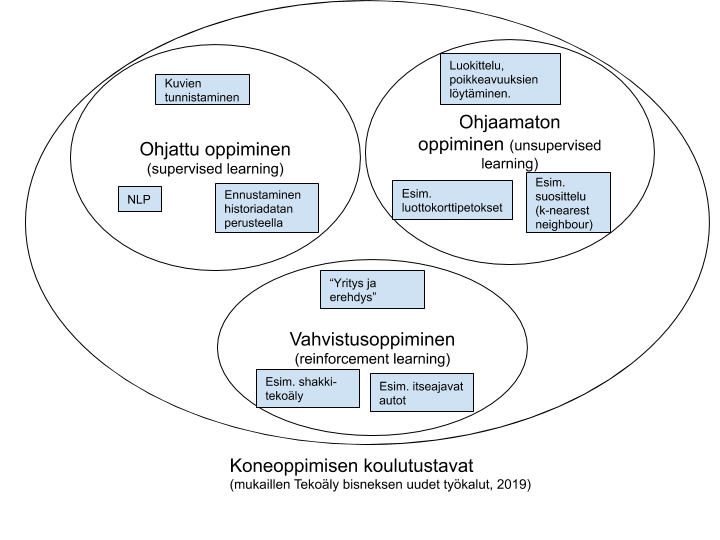 Kuvien
tunnistaminen
Ohjattu oppiminen
(supervised learning)
NLP
Ennustaminen
historiadatan
perusteella
Luokittelu,
poikkeavuuksien
löytäminen.
Ohjaamaton
oppiminen (unsupervised
learning)
Esim.
luottokorttipetokset
Esim.
suosittelu
(k-nearest
neighbour)
“Yritys ja
erehdys”
Vahvistusoppiminen
(reinforcement learning)
Esim. shakki-
tekoäly
Esim. itseajavat
autot
Koneoppimisen koulutustavat
(mukaillen Tekoäly bisneksen uudet työkalut, 2019)